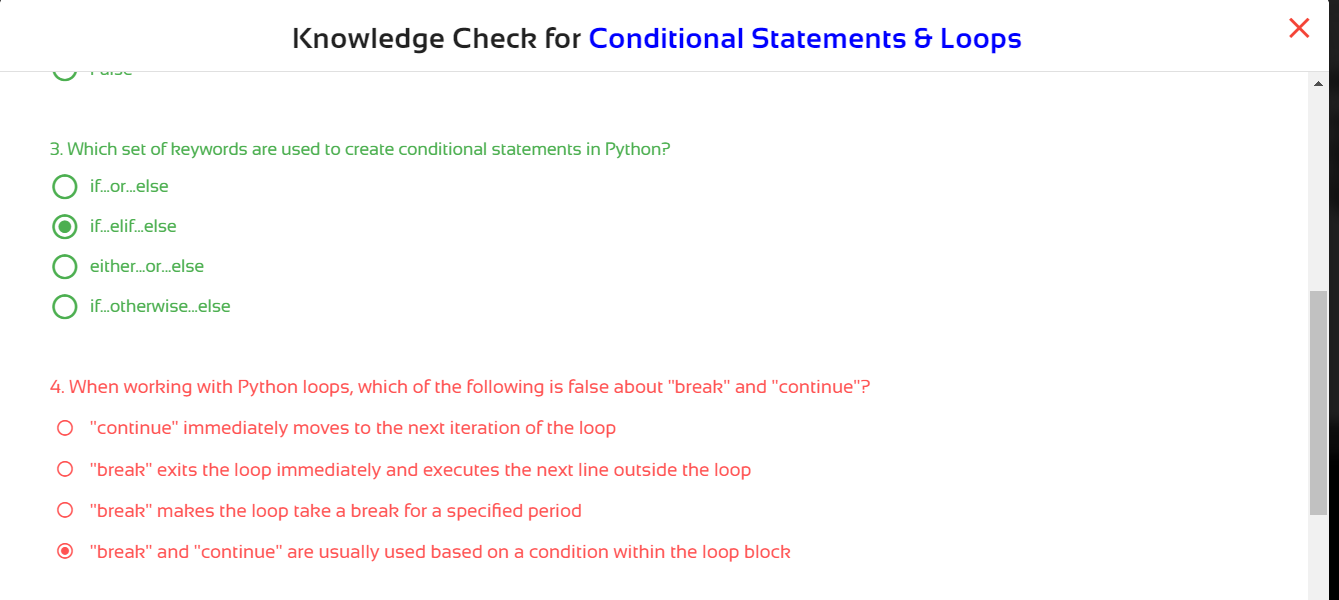 Knowledge Check for Conditional Statements & Loops
False
3. Which set of keywords are used to create conditional statements in Python?
if...or...else
if...elif...else
either...or...else
if...otherwise...else
4. When working with Python loops, which of the following is false about "break" and "continue"?
"continue" immediately moves to the next iteration of the loop
"break" exits the loop immediately and executes the next line outside the loop
"break" makes the loop take a break for a specified period
"break" and "continue" are usually used based on a condition within the loop block